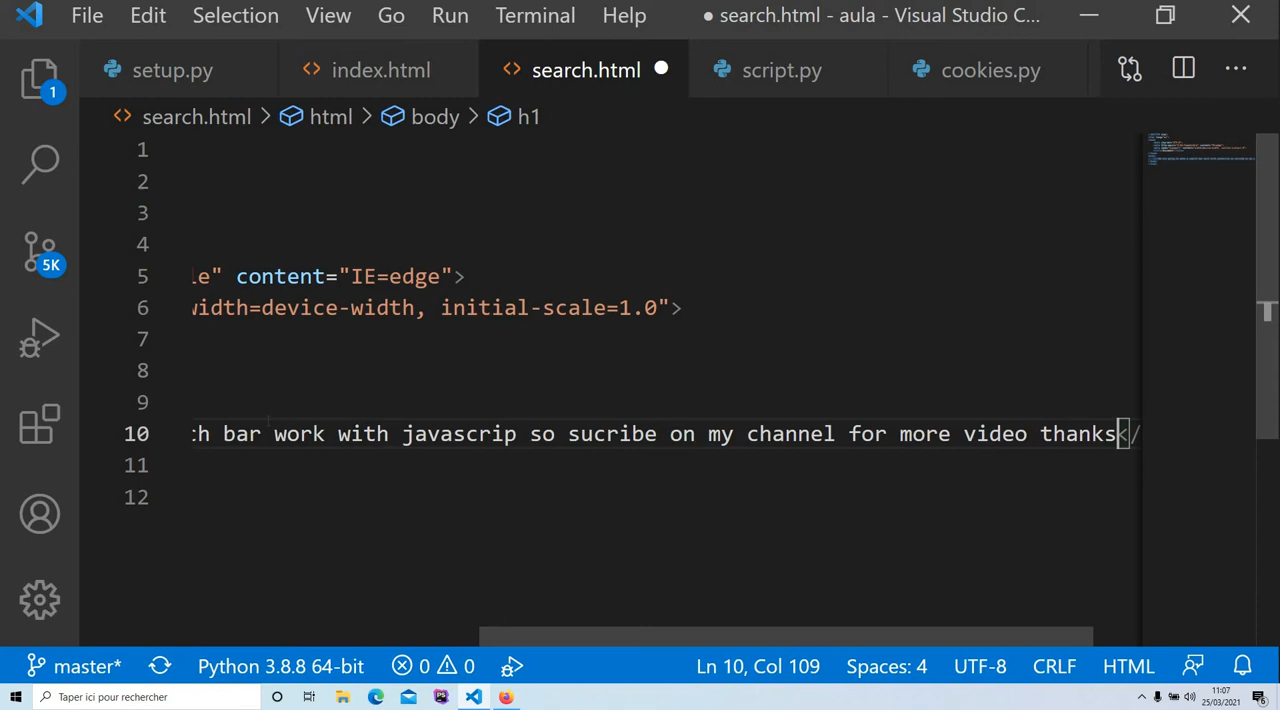 File Edit Selection View Go Run Terminal Help ● search.html - aula - Visual Studio C...
setup.py index.html search.html script.py cookies.py
search.html > html > body > h1
1
2
3
4
5 le" content="IE=edge">
6 width=device-width, initial-scale=1.0">
7
8
9
10 ch bar work with javascrip so sucribe on my channel for more video thanks</
11
12
1
5K
master* Python 3.8.8 64-bit 0 0 Ln 10, Col 109 Spaces: 4 UTF-8 CRLF HTML
Taper ici pour rechercher
11:07
25/03/2021
6